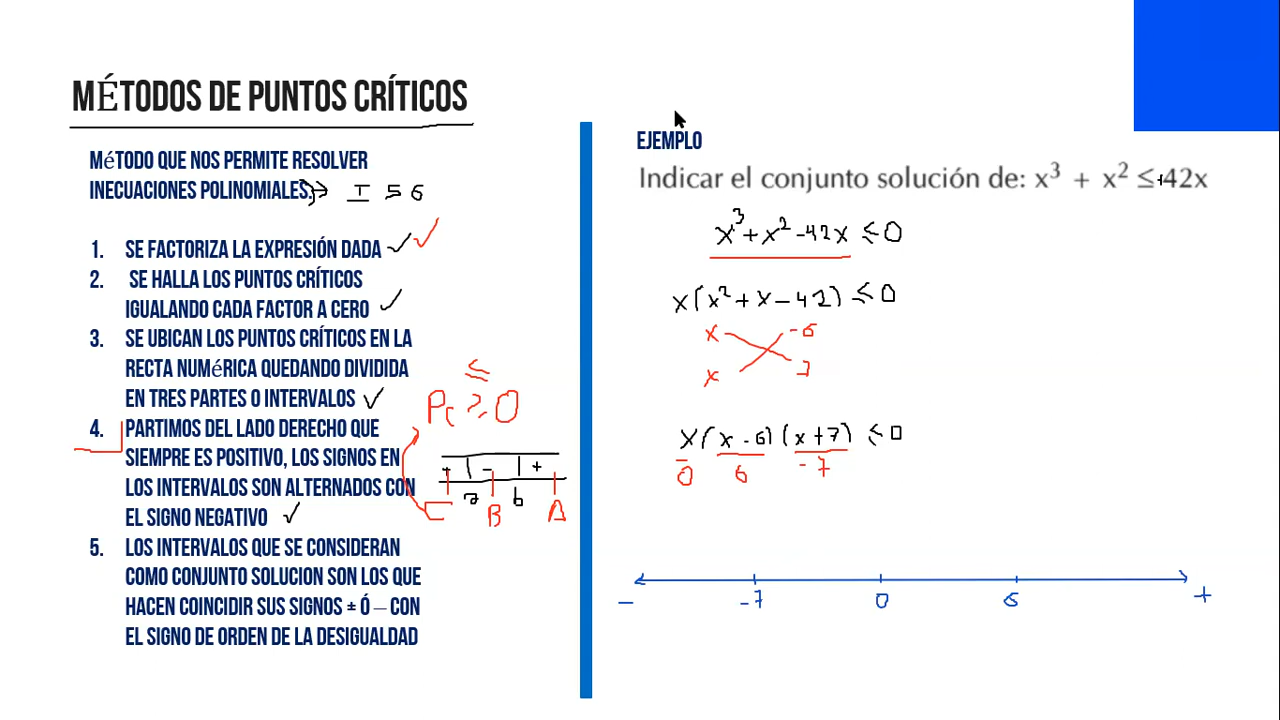 MÉTODOS DE PUNTOS CRÍTICOS
MéTODO QUE NOS PERMITE RESOLVER
INECUACIONES POLINOMIALES.
1. SE FACTORIZA LA EXPRESIÓN DADA
2. SE HALLA LOS PUNTOS CRÍTICOS
IGUALANDO CADA FACTOR A CERO
3. SE UBICAN LOS PUNTOS CRÍTICOS EN LA
RECTA NUMéRICA QUEDANDO DIVIDIDA
EN TRES PARTES O INTERVALOS
4. PARTIMOS DEL LADO DERECHO QUE
SIEMPRE ES POSITIVO, LOS SIGNOS EN
LOS INTERVALOS SON ALTERNADOS CON
EL SIGNO NEGATIVO
5. LOS INTERVALOS QUE SE CONSIDERAN
COMO CONJUNTO SOLUCION SON LOS QUE
HACEN COINCIDIR SUS SIGNOS ± Ó – CON
EL SIGNO DE ORDEN DE LA DESIGUALDAD
≤
≥ 0
+ - +
a b
C B A
EJEMPLO
Indicar el conjunto solución de: x³ + x² ≤ +42x
x³ + x² - 42x ≤ 0
x(x² + x - 42) ≤ 0
x -6
x 7
x(x - 6)(x + 7) ≤ 0
0 6 -7
- -7 0 6 +